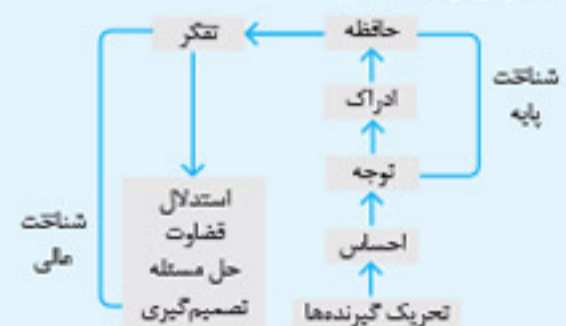 حافظه
تفکر
ادراک
شناخت
پایه
توجه
استدلال
قضاوت
حل مسئله
تصمیم‌گیری
شناخت
عالی
احساس
تحریک گیرنده‌ها